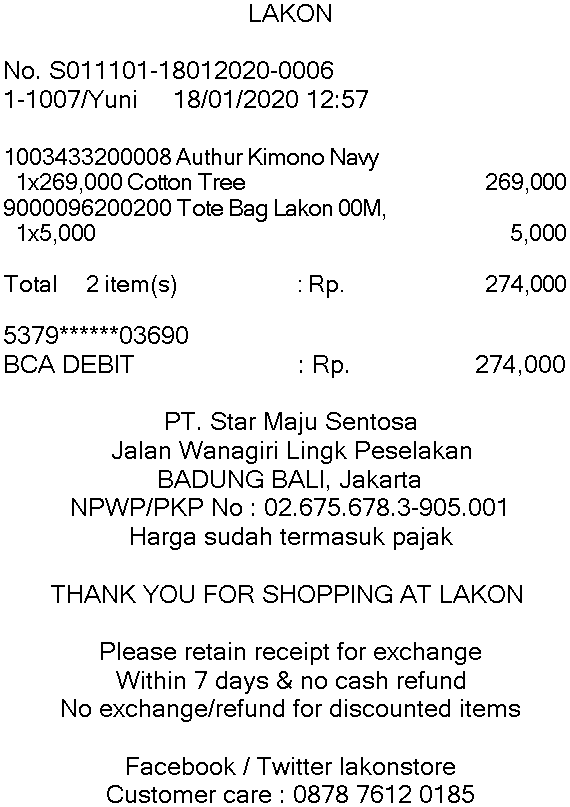 LAKON
No. S011101-18012020-0006
1-1007/Yuni 18/01/2020 12:57
1003433200008 Authur Kimono Navy
1x269,000 Cotton Tree 269,000
9000096200200 Tote Bag Lakon 00M,
1x5,000 5,000
Total 2 item(s) : Rp. 274,000
5379******03690
BCA DEBIT : Rp. 274,000
PT. Star Maju Sentosa
Jalan Wanagiri Lingk Peselakan
BADUNG BALI, Jakarta
NPWP/PKP No : 02.675.678.3-905.001
Harga sudah termasuk pajak
THANK YOU FOR SHOPPING AT LAKON
Please retain receipt for exchange
Within 7 days & no cash refund
No exchange/refund for discounted items
Facebook / Twitter lakonstore
Customer care : 0878 7612 0185